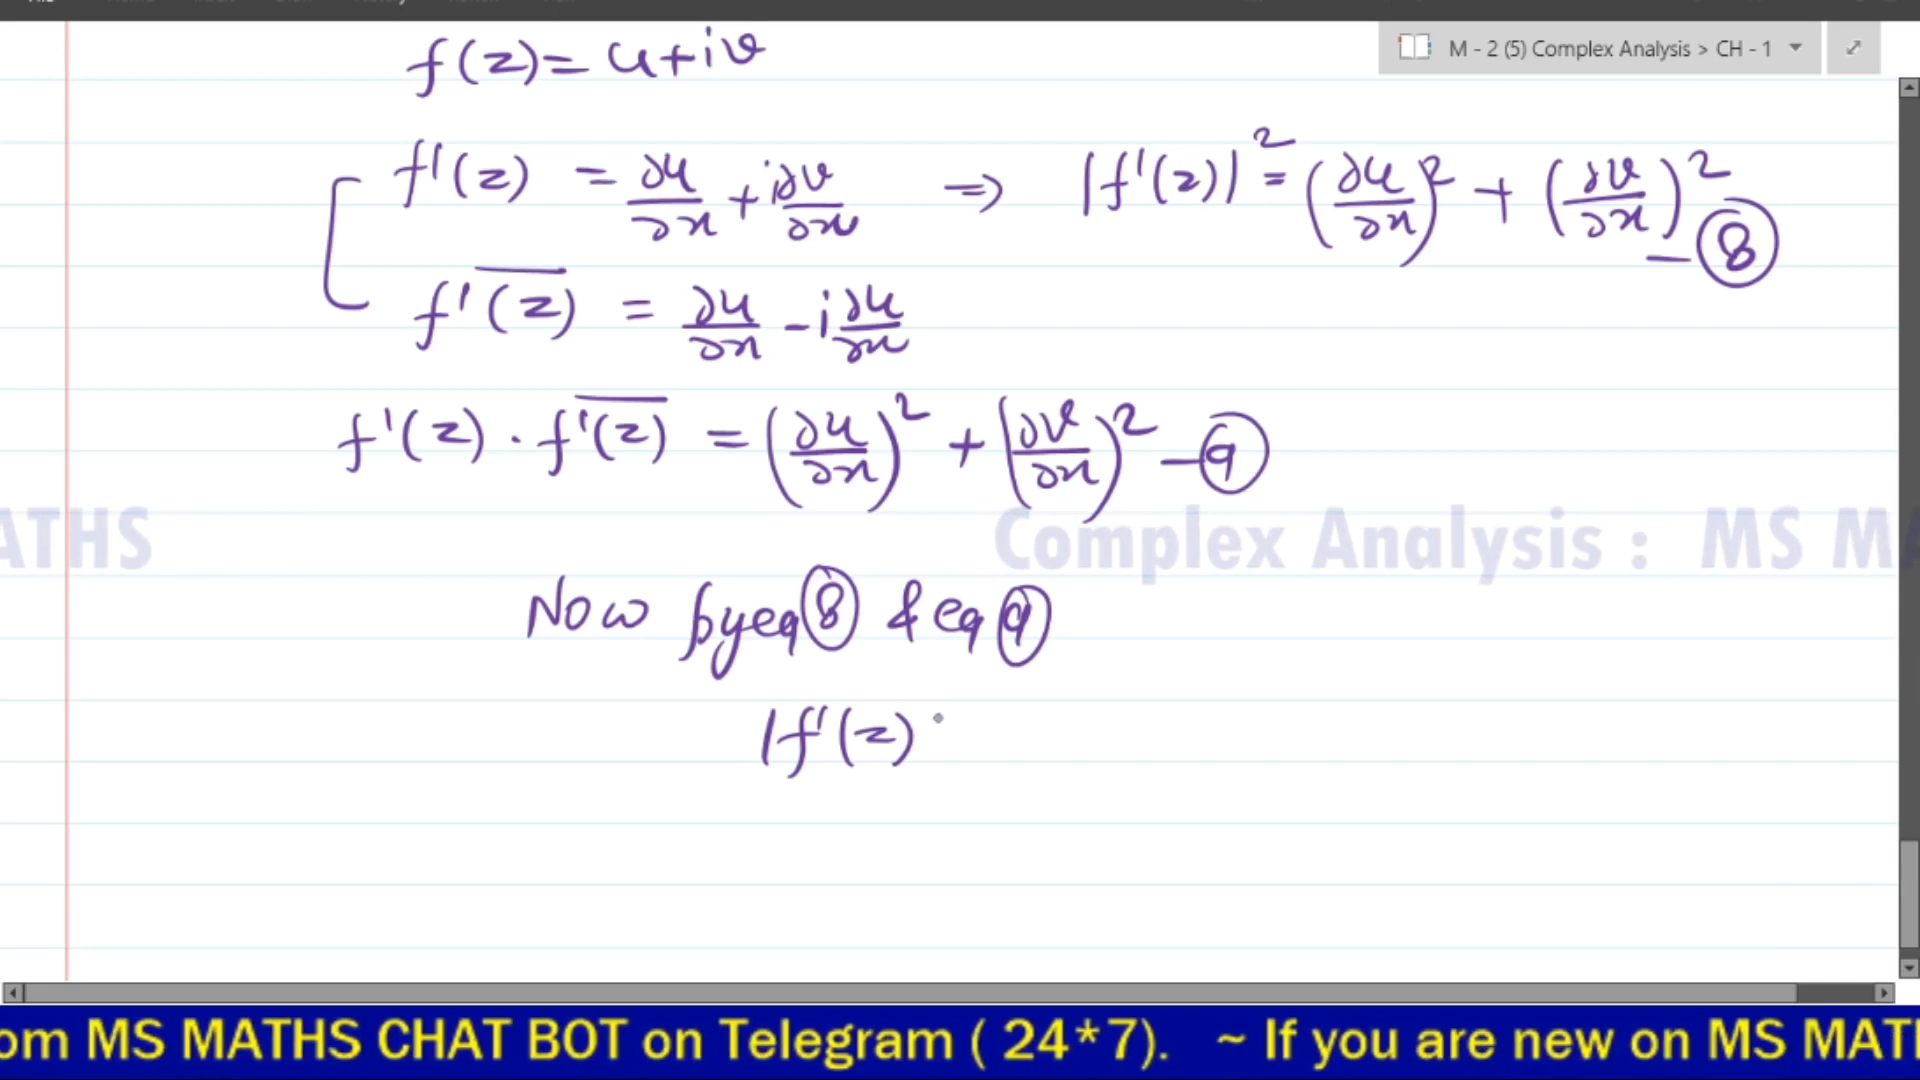 M - 2 (5) Complex Analysis > CH - 1
f(z) = u+iv
f'(z) = ∂u/∂x + i∂v/∂x ⇒ |f'(z)|² = (∂u/∂x)² + (∂v/∂x)² — ⑧
f'(z)̅ = ∂u/∂x - i ∂u/∂x
f'(z) · f'(z)̅ = (∂u/∂x)² + (∂v/∂x)² — ⑨
ATHS Complex Analysis : MS MA
Now by eq ⑧ & eq ⑨
|f'(z)
om MS MATHS CHAT BOT on Telegram ( 24*7). ~ If you are new on MS MATH